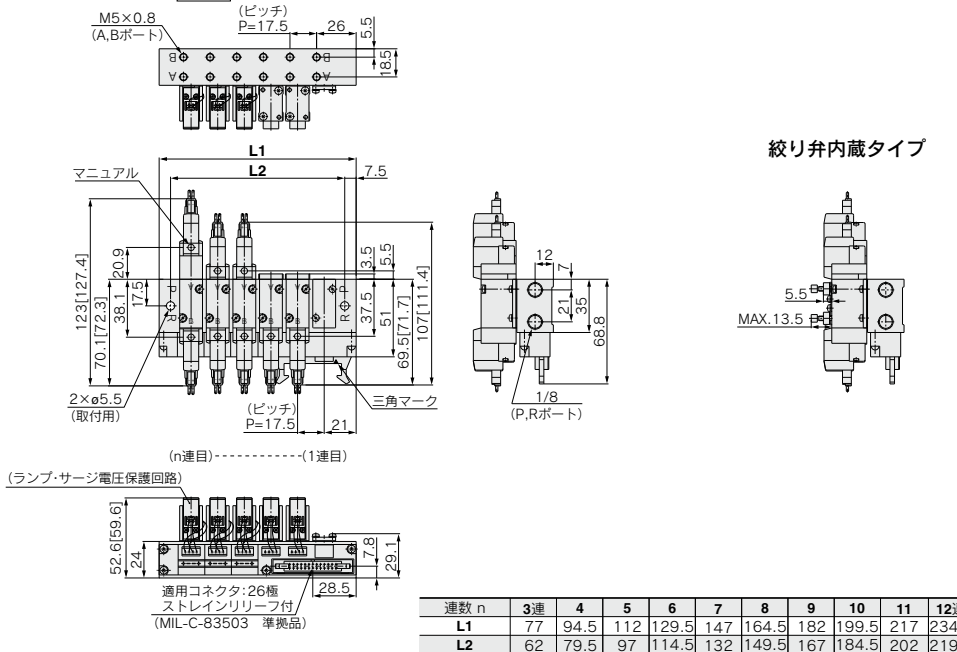 M5×0.8
(A,Bポート)
(ピッチ)
P=17.5
26
5.5
18.5
B
B
A
A
絞り弁内蔵タイプ
L1
L2
7.5
マニュアル
123[127.4]
70.1[72.3]
20.9
38.1
17.5
P
R
P
R
3.5
5.5
37.5
51
69.5[71.7]
107[111.4]
2×ø5.5
(取付用)
(ピッチ)
P=17.5
21
三角マーク
12
7
21
35
68.8
1/8
(P,Rポート)
5.5
MAX.13.5
(n連目)------------(1連目)
(ランプ・サージ電圧保護回路)
52.6[59.6]
24
7.8
29.1
28.5
適用コネクタ:26極
ストレインリリーフ付
(MIL-C-83503 準拠品)
連数 n 3連 4 5 6 7 8 9 10 11 12連
L1 77 94.5 112 129.5 147 164.5 182 199.5 217 234
L2 62 79.5 97 114.5 132 149.5 167 184.5 202 219